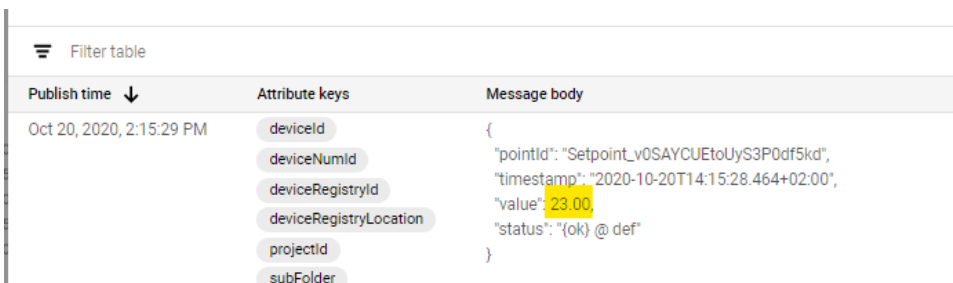 Filter table
Publish time Attribute keys Message body
Oct 20, 2020, 2:15:29 PM
deviceId
deviceNumId
deviceRegistryId
deviceRegistryLocation
projectId
subFolder
{
"pointId": "Setpoint_v0SAYCUEtoUyS3P0df5kd",
"timestamp": "2020-10-20T14:15:28.464+02:00",
"value": 23.00,
"status": "{ok} @ def"
}